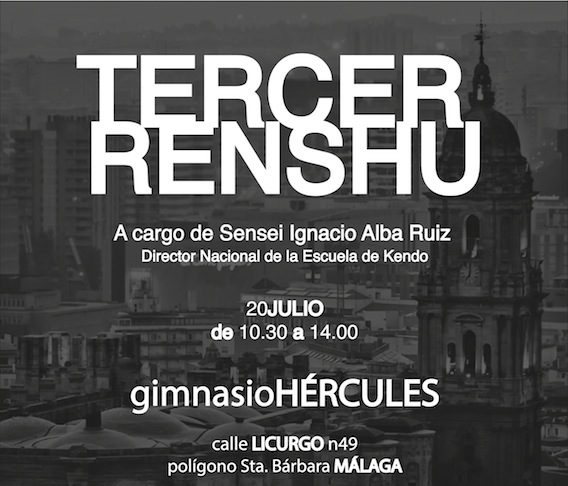 TERCER
RENSHU
A cargo de Sensei Ignacio Alba Ruiz
Director Nacional de la Escuela de Kendo
20JULIO
de 10.30 a 14.00
gimnasioHÉRCULES
calle LICURGO n49
polígono Sta. Bárbara MÁLAGA